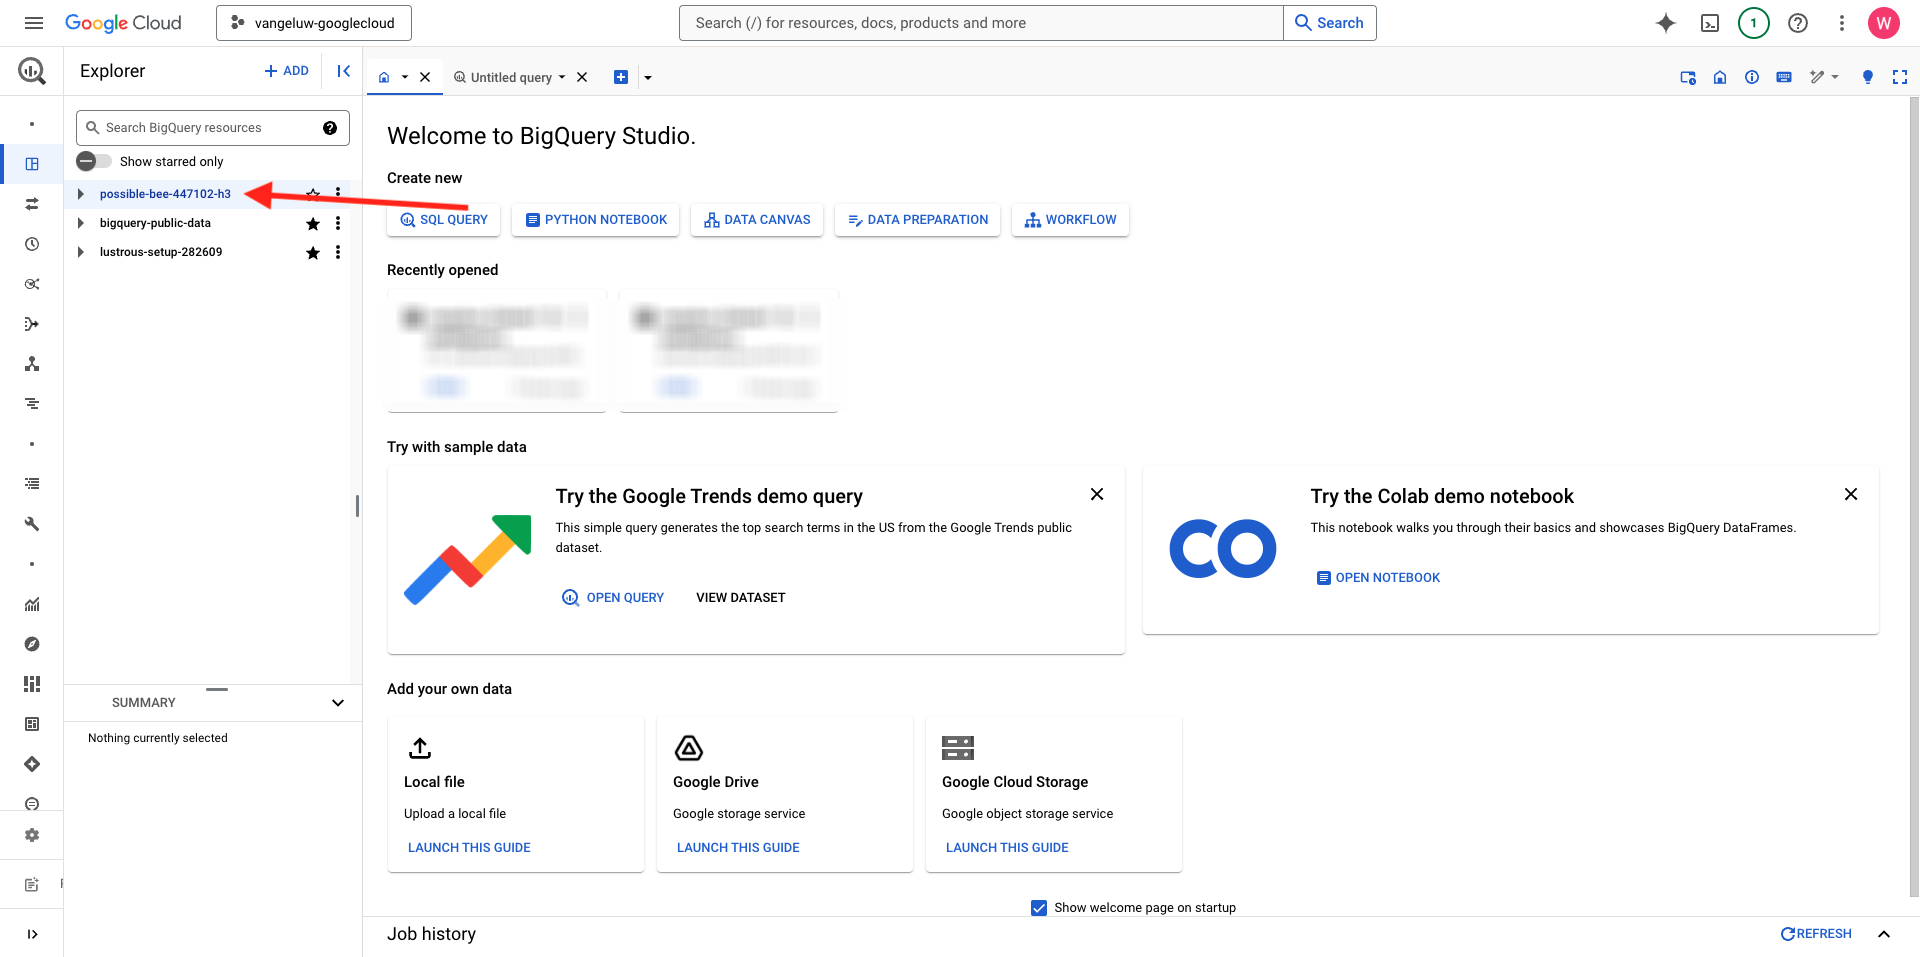 Google Cloud
vangeluw-googlecloud
Search (/) for resources, docs, products and more
Search
1
W
Explorer
ADD
Untitled query
Search BigQuery resources
?
Show starred only
possible-bee-447102-h3
bigquery-public-data
lustrous-setup-282609
SUMMARY
Nothing currently selected
Welcome to BigQuery Studio.
Create new
SQL QUERY
PYTHON NOTEBOOK
DATA CANVAS
DATA PREPARATION
WORKFLOW
Recently opened
Try with sample data
Try the Google Trends demo query
This simple query generates the top search terms in the US from the Google Trends public
dataset.
OPEN QUERY
VIEW DATASET
Try the Colab demo notebook
This notebook walks you through their basics and showcases BigQuery DataFrames.
OPEN NOTEBOOK
Add your own data
Local file
Upload a local file
LAUNCH THIS GUIDE
Google Drive
Google storage service
LAUNCH THIS GUIDE
Google Cloud Storage
Google object storage service
LAUNCH THIS GUIDE
Show welcome page on startup
Job history
REFRESH